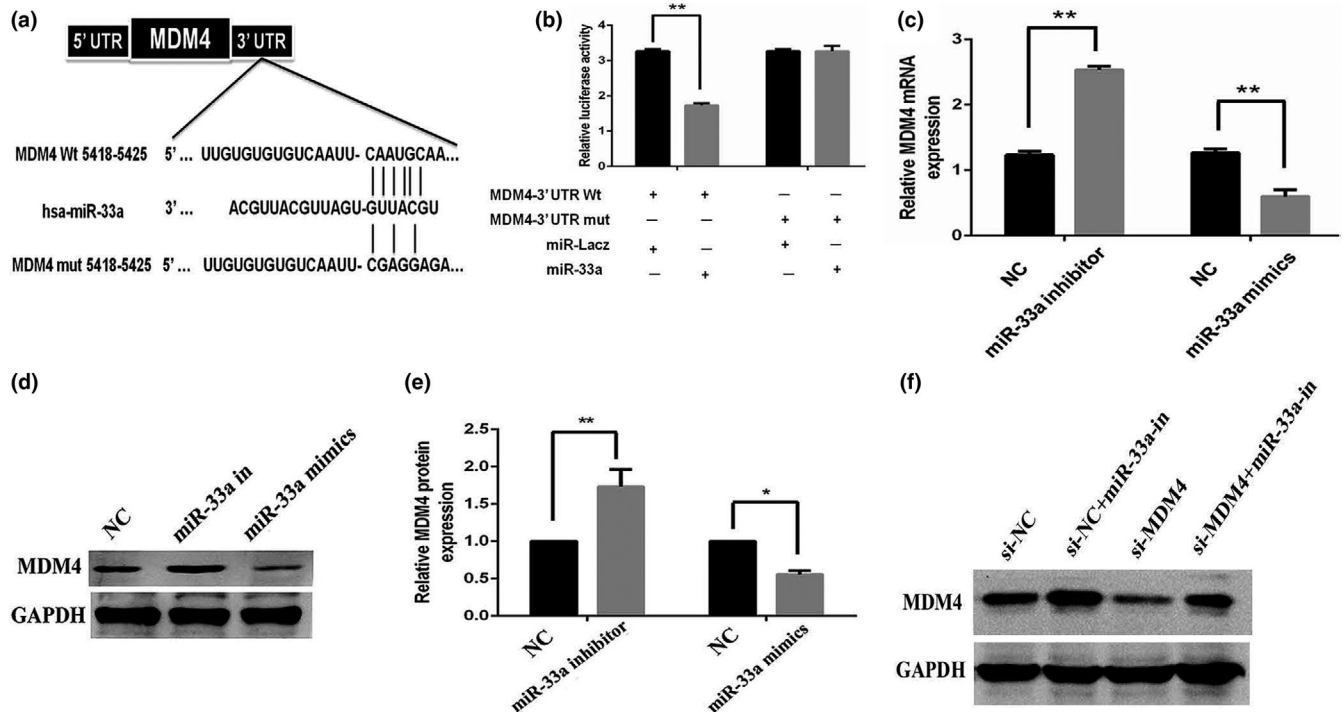 (a)
5' UTR MDM4 3' UTR
MDM4 Wt 5418-5425 5' ... UUGUGUGUGUCAAUU- CAAUGCAA...
hsa-miR-33a 3' ... ACGUUACGUUAGU-GUUACGU
MDM4 mut 5418-5425 5' ... UUGUGUGUGUCAAUU- CGAGGAGA...
(b)
Relative luciferase activity
4
3
2
1
0
**
MDM4-3' UTR Wt + + — —
MDM4-3' UTR mut — — + +
miR-Lacz + — + —
miR-33a — + — +
(c)
Relative MDM4 mRNA
expression
3
2
1
0
**
**
NC
miR-33a inhibitor
NC
miR-33a mimics
(d)
NC
miR-33a in
miR-33a mimics
MDM4
GAPDH
(e)
Relative MDM4 protein
expression
2.5
2.0
1.5
1.0
0.5
0.0
**
*
NC
miR-33a inhibitor
NC
miR-33a mimics
(f)
si-NC
si-NC+miR-33a-in
si-MDM4
si-MDM4+miR-33a-in
MDM4
GAPDH